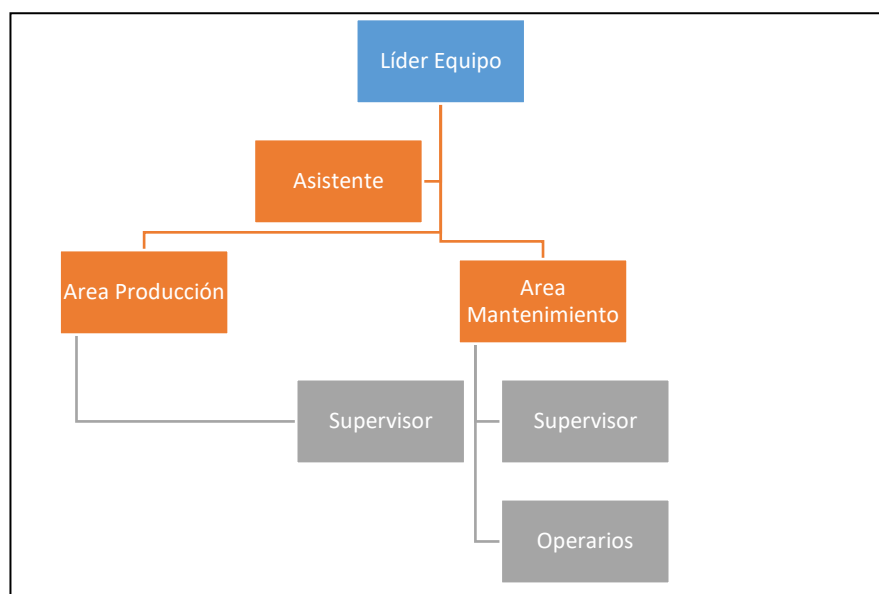 Líder Equipo
Asistente
Area Producción
Area
Mantenimiento
Supervisor
Supervisor
Operarios